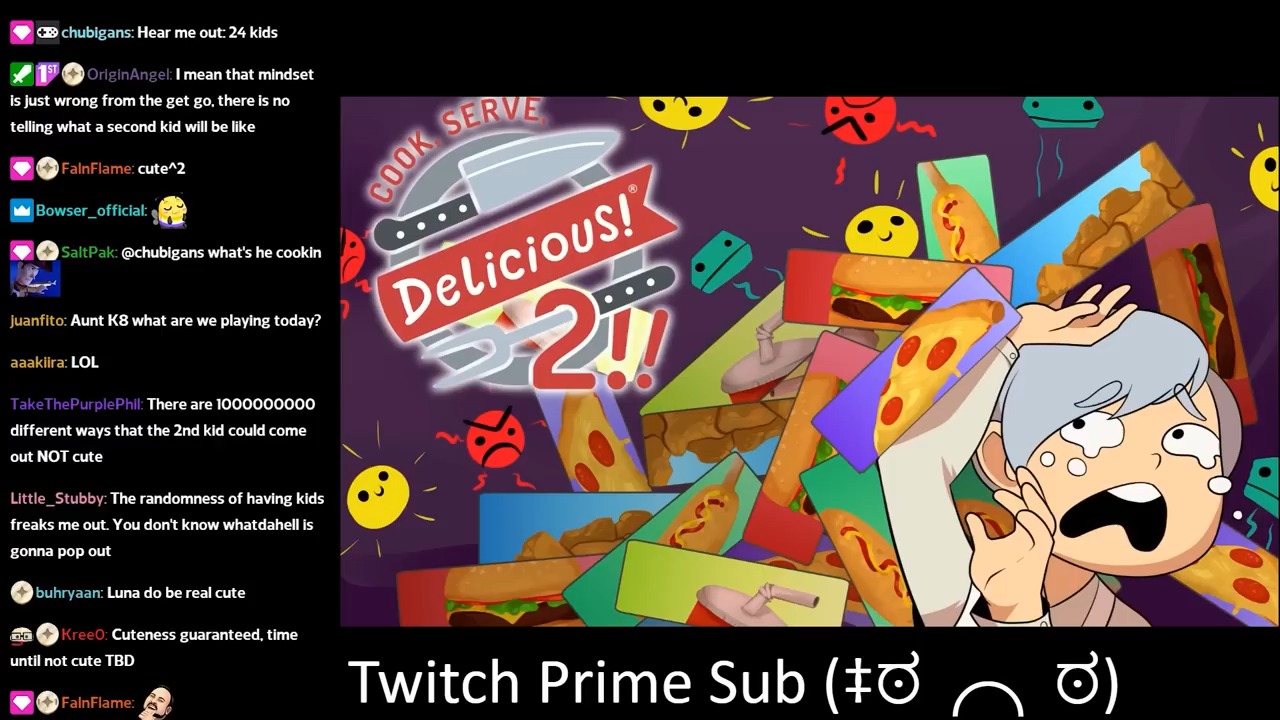 chubigans: Hear me out: 24 kids
OriginAngel: I mean that mindset
is just wrong from the get go, there is no
telling what a second kid will be like
FalnFlame: cute^2
Bowser_official:
SaltPak: @chubigans what's he cookin
juanfito: Aunt K8 what are we playing today?
aaakiira: LOL
TakeThePurplePhil: There are 1000000000
different ways that the 2nd kid could come
out NOT cute
Little_Stubby: The randomness of having kids
freaks me out. You don't know whatdahell is
gonna pop out
buhryaan: Luna do be real cute
KreeO: Cuteness guaranteed, time
until not cute TBD
FalnFlame:
COOK, SERVE,
Delicious!®
2!!
Twitch Prime Sub (‡ಠ ⌒ ಠ)